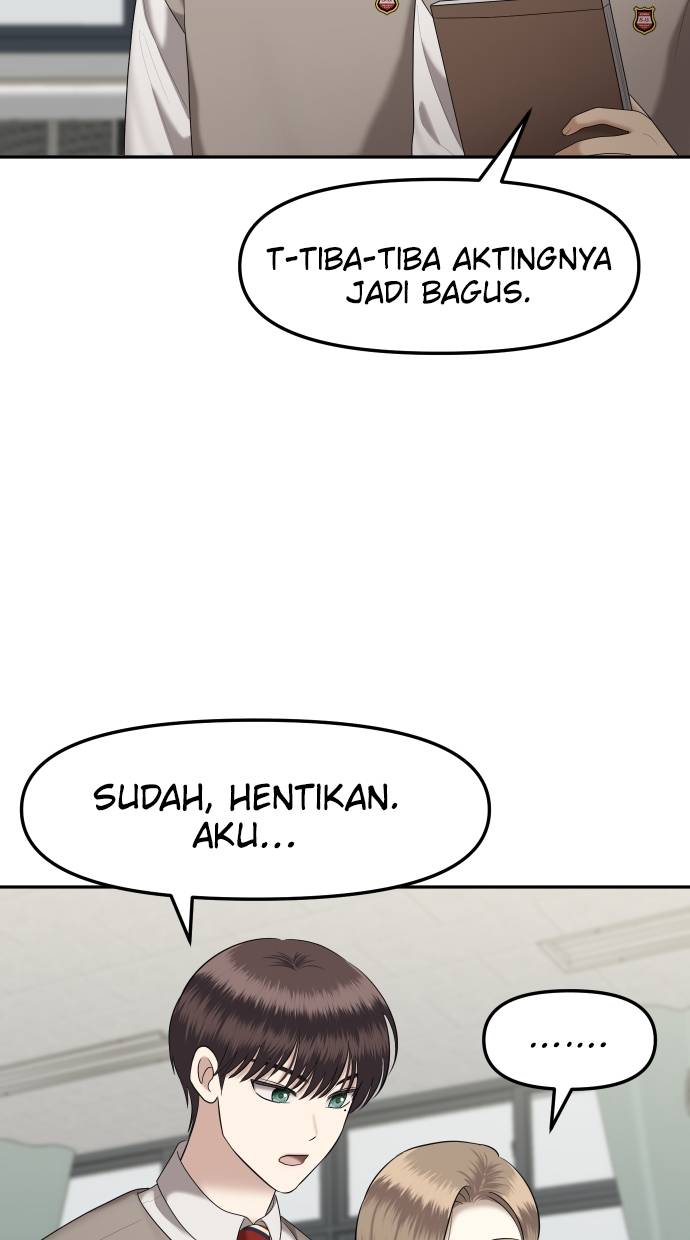 T-TIBA-TIBA AKTINGNYA
JADI BAGUS.
SUDAH, HENTIKAN.
AKU...
.......